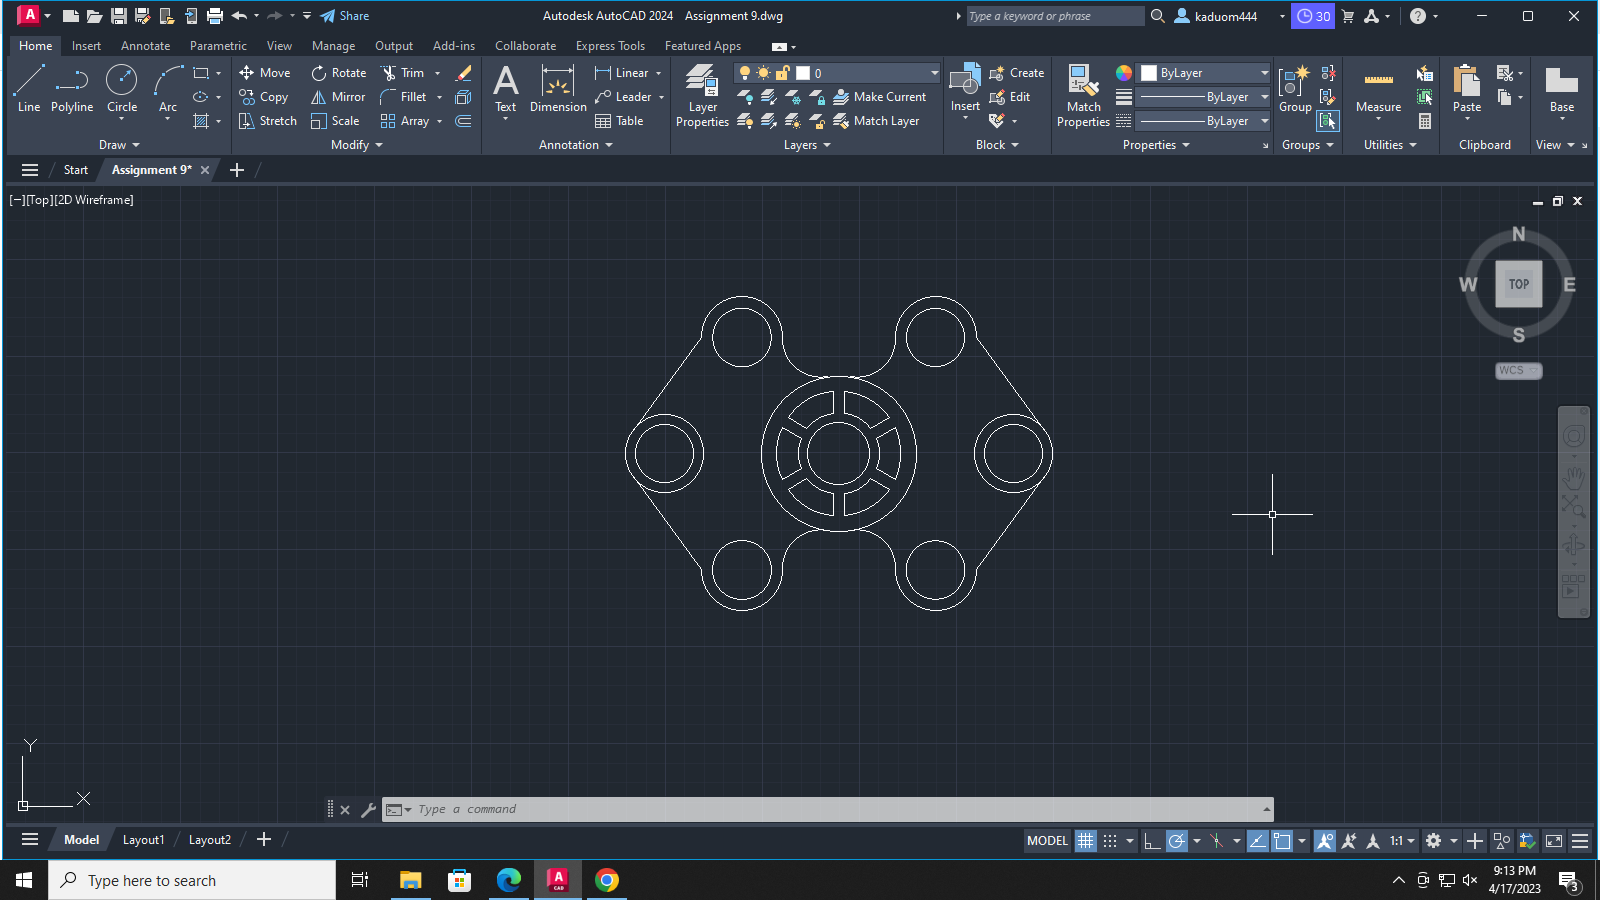 Share
Autodesk AutoCAD 2024 Assignment 9.dwg
Type a keyword or phrase
kaduom444
30
Home Insert Annotate Parametric View Manage Output Add-ins Collaborate Express Tools Featured Apps
Line Polyline Circle Arc
Draw
Move Rotate Trim
Copy Mirror Fillet
Stretch Scale Array
Modify
Text Dimension
Linear
Leader
Table
Annotation
Layer Properties
0
Make Current
Match Layer
Layers
Insert
Create
Edit
Block
Match Properties
ByLayer
ByLayer
ByLayer
Properties
Group
Groups
Measure
Utilities
Paste
Clipboard
Base
View
Start Assignment 9*
[−][Top][2D Wireframe]
N
W TOP E
S
WCS
Y
X
Type a command
Model Layout1 Layout2
MODEL 1:1
Type here to search
A CAD
9:13 PM
4/17/2023
3